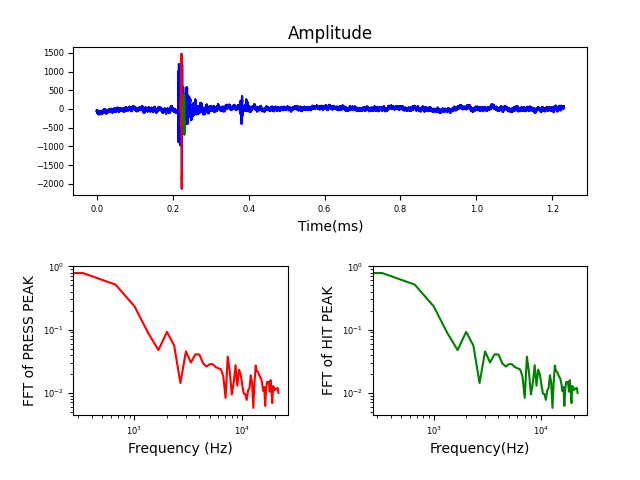 Amplitude
1500
1000
500
0
−500
−1000
−1500
−2000
0.0 0.2 0.4 0.6 0.8 1.0 1.2
Time(ms)
FFT of PRESS PEAK
10⁰
10⁻¹
10⁻²
10³ 10⁴
Frequency (Hz)
FFT of HIT PEAK
10⁰
10⁻¹
10⁻²
10³ 10⁴
Frequency(Hz)